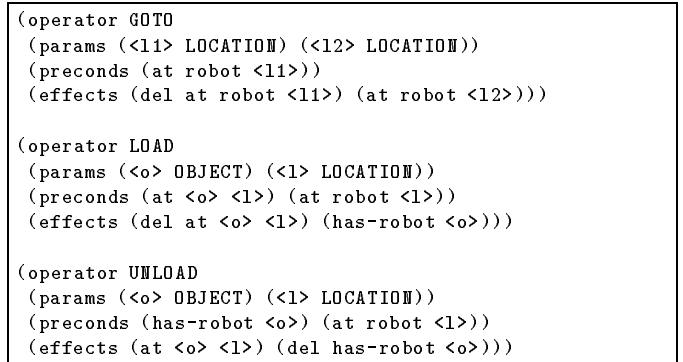 (operator GOTO
(params (<l1> LOCATION) (<l2> LOCATION))
(preconds (at robot <l1>))
(effects (del at robot <l1>) (at robot <l2>)))
(operator LOAD
(params (<o> OBJECT) (<l> LOCATION))
(preconds (at <o> <l>) (at robot <l>))
(effects (del at <o> <l>) (has-robot <o>)))
(operator UNLOAD
(params (<o> OBJECT) (<l> LOCATION))
(preconds (has-robot <o>) (at robot <l>))
(effects (at <o> <l>) (del has-robot <o>)))